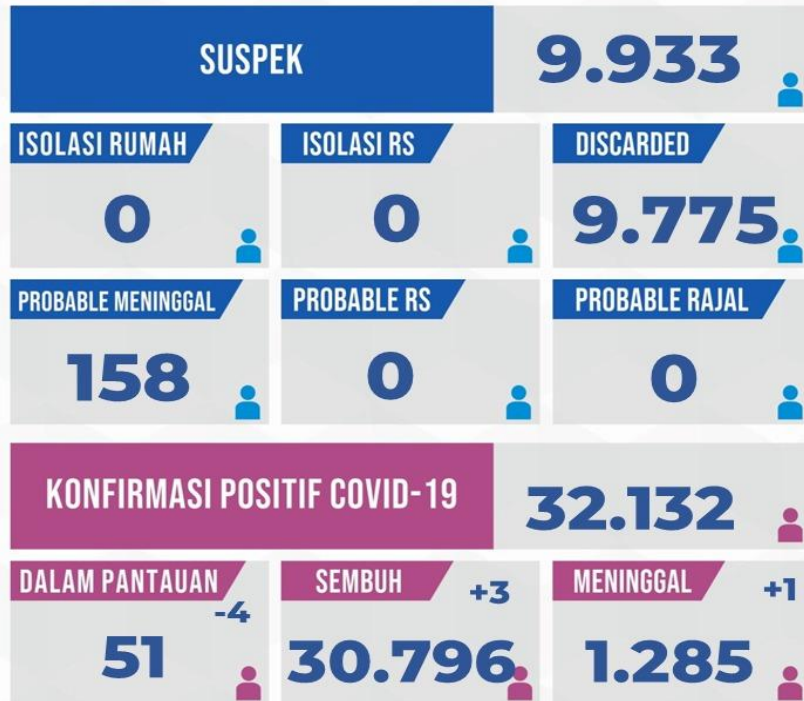 SUSPEK 9.933
ISOLASI RUMAH
0
ISOLASI RS
0
DISCARDED
9.775
PROBABLE MENINGGAL
158
PROBABLE RS
0
PROBABLE RAJAL
0
KONFIRMASI POSITIF COVID-19 32.132
DALAM PANTAUAN
-4
51
SEMBUH
+3
30.796
MENINGGAL
+1
1.285